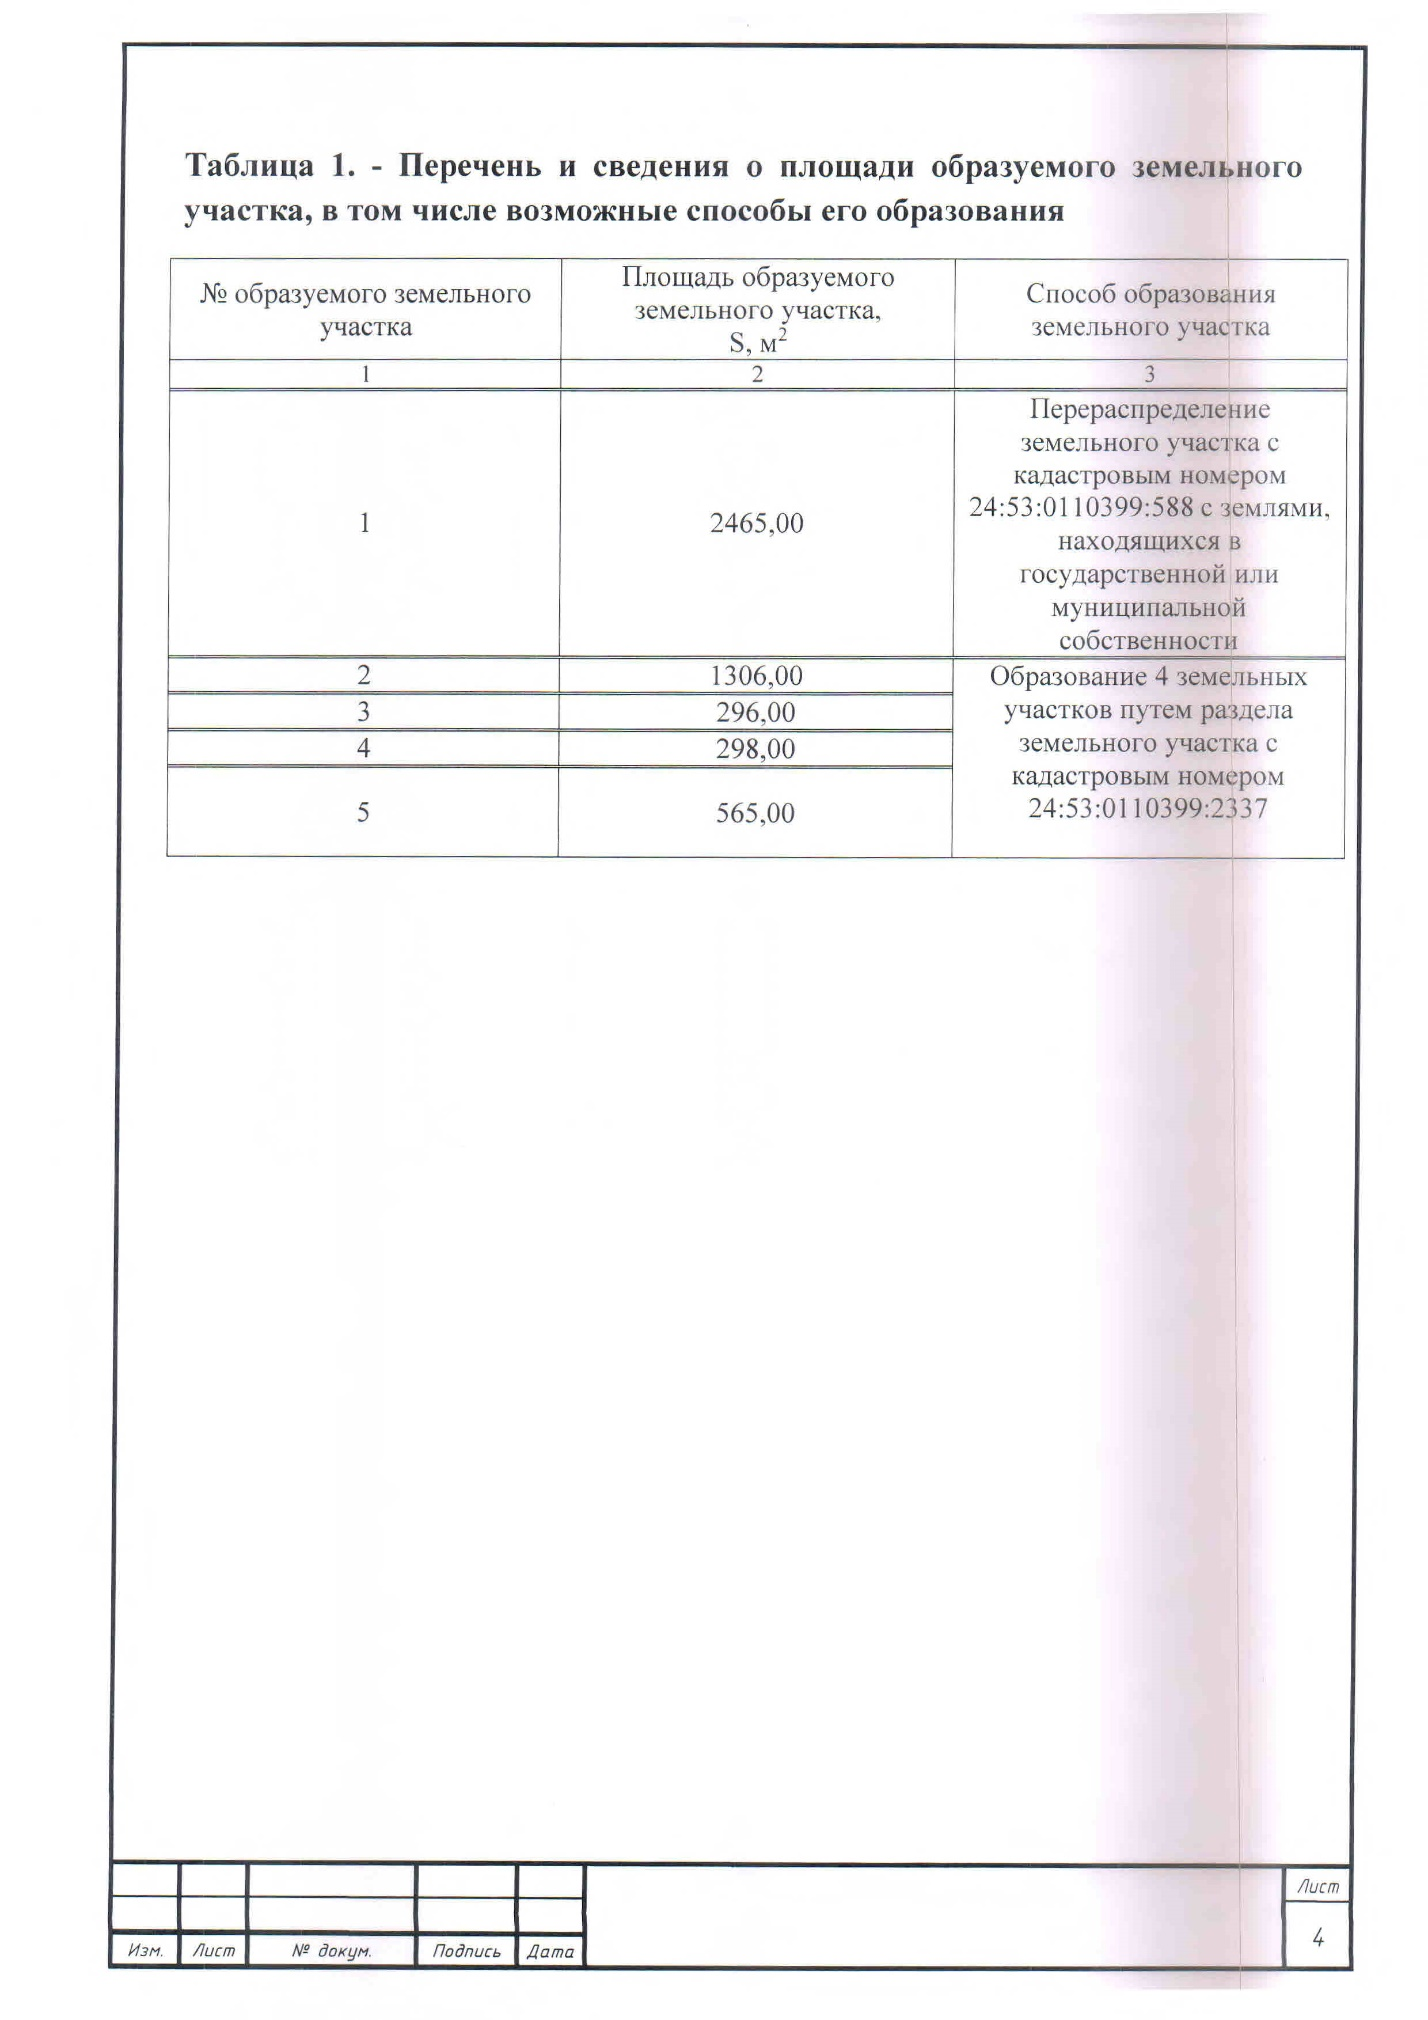 Таблица 1. - Перечень и сведения о площади образуемого земельного
участка, в том числе возможные способы его образования
№ образуемого земельного
участка
Площадь образуемого
земельного участка,
S, м²
Способ образования
земельного участка
1
2
3
1
2465,00
Перераспределение
земельного участка с
кадастровым номером
24:53:0110399:588 с землями,
находящихся в
государственной или
муниципальной
собственности
2
1306,00
3
296,00
4
298,00
5
565,00
Образование 4 земельных
участков путем раздела
земельного участка с
кадастровым номером
24:53:0110399:2337
Изм.
Лист
№ докум.
Подпись
Дата
Лист
4